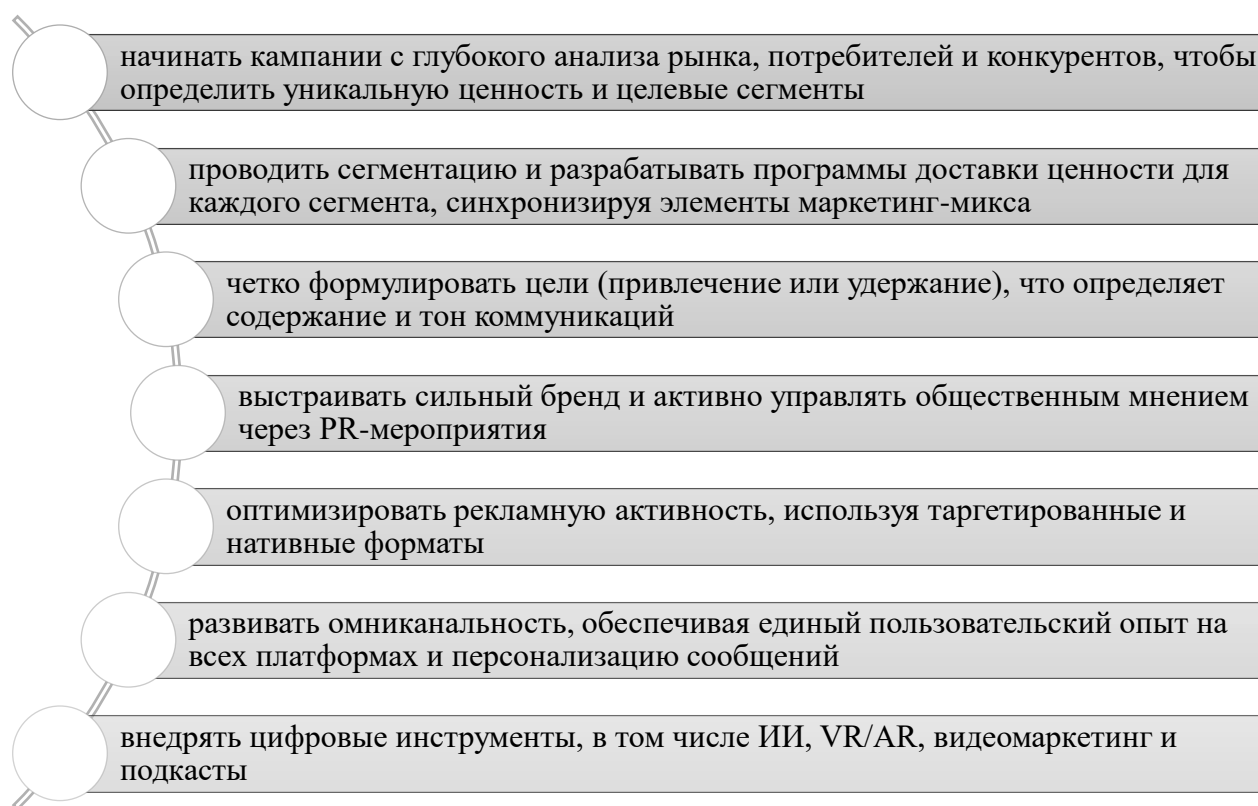 начинать кампании с глубокого анализа рынка, потребителей и конкурентов, чтобы
определить уникальную ценность и целевые сегменты
проводить сегментацию и разрабатывать программы доставки ценности для
каждого сегмента, синхронизируя элементы маркетинг-микса
четко формулировать цели (привлечение или удержание), что определяет
содержание и тон коммуникаций
выстраивать сильный бренд и активно управлять общественным мнением
через PR-мероприятия
оптимизировать рекламную активность, используя таргетированные и
нативные форматы
развивать омниканальность, обеспечивая единый пользовательский опыт на
всех платформах и персонализацию сообщений
внедрять цифровые инструменты, в том числе ИИ, VR/AR, видеомаркетинг и
подкасты